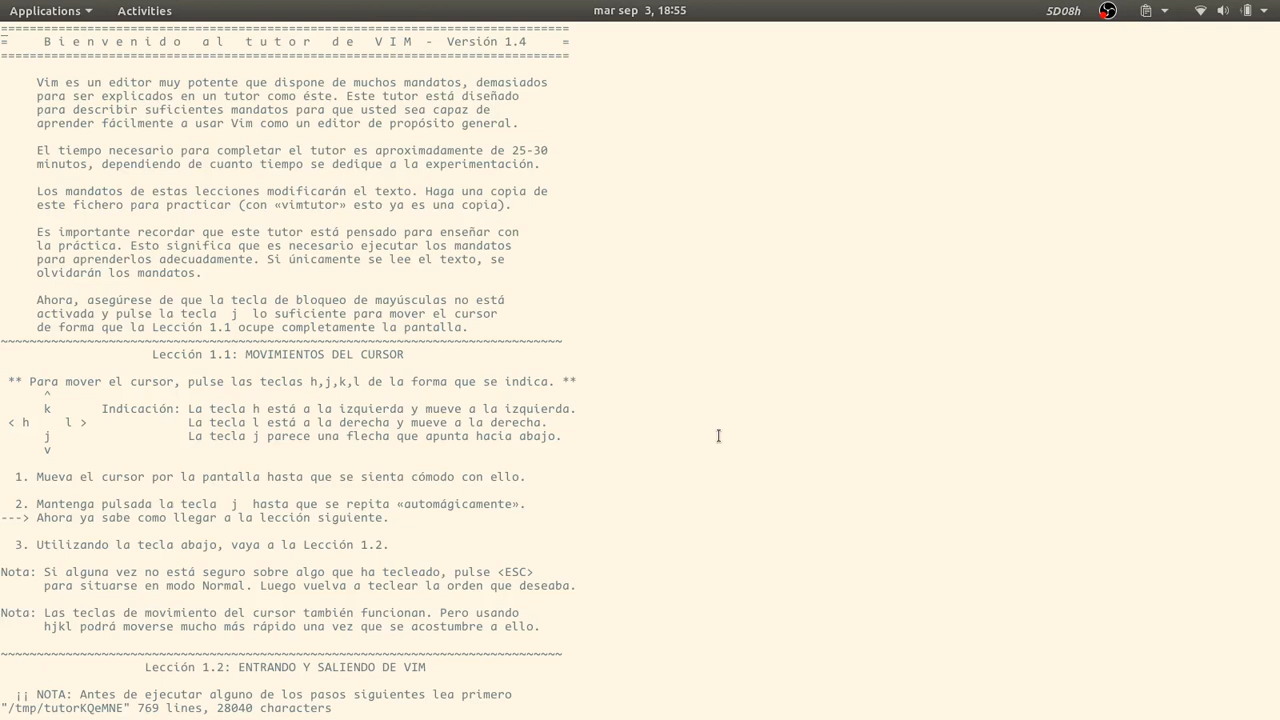 Applications Activities mar sep 3, 18:55 5D08h
===============================================================================
= B i e n v e n i d o a l t u t o r d e V I M - Versión 1.4 =
===============================================================================
Vim es un editor muy potente que dispone de muchos mandatos, demasiados
para ser explicados en un tutor como éste. Este tutor está diseñado
para describir suficientes mandatos para que usted sea capaz de
aprender fácilmente a usar Vim como un editor de propósito general.
El tiempo necesario para completar el tutor es aproximadamente de 25-30
minutos, dependiendo de cuanto tiempo se dedique a la experimentación.
Los mandatos de estas lecciones modificarán el texto. Haga una copia de
este fichero para practicar (con «vimtutor» esto ya es una copia).
Es importante recordar que este tutor está pensado para enseñar con
la práctica. Esto significa que es necesario ejecutar los mandatos
para aprenderlos adecuadamente. Si únicamente se lee el texto, se
olvidarán los mandatos.
Ahora, asegúrese de que la tecla de bloqueo de mayúsculas no está
activada y pulse la tecla j lo suficiente para mover el cursor
de forma que la Lección 1.1 ocupe completamente la pantalla.
~~~~~~~~~~~~~~~~~~~~~~~~~~~~~~~~~~~~~~~~~~~~~~~~~~~~~~~~~~~~~~~~~~~~~~~~~~~~~~
Lección 1.1: MOVIMIENTOS DEL CURSOR
** Para mover el cursor, pulse las teclas h,j,k,l de la forma que se indica. **
^
k Indicación: La tecla h está a la izquierda y mueve a la izquierda.
< h l > La tecla l está a la derecha y mueve a la derecha.
j La tecla j parece una flecha que apunta hacia abajo.
v
1. Mueva el cursor por la pantalla hasta que se sienta cómodo con ello.
2. Mantenga pulsada la tecla j hasta que se repita «automágicamente».
---> Ahora ya sabe como llegar a la lección siguiente.
3. Utilizando la tecla abajo, vaya a la Lección 1.2.
Nota: Si alguna vez no está seguro sobre algo que ha tecleado, pulse <ESC>
para situarse en modo Normal. Luego vuelva a teclear la orden que deseaba.
Nota: Las teclas de movimiento del cursor también funcionan. Pero usando
hjkl podrá moverse mucho más rápido una vez que se acostumbre a ello.
~~~~~~~~~~~~~~~~~~~~~~~~~~~~~~~~~~~~~~~~~~~~~~~~~~~~~~~~~~~~~~~~~~~~~~~~~~~~~~
Lección 1.2: ENTRANDO Y SALIENDO DE VIM
¡¡ NOTA: Antes de ejecutar alguno de los pasos siguientes lea primero
"/tmp/tutorKQeMNE" 769 lines, 28040 characters